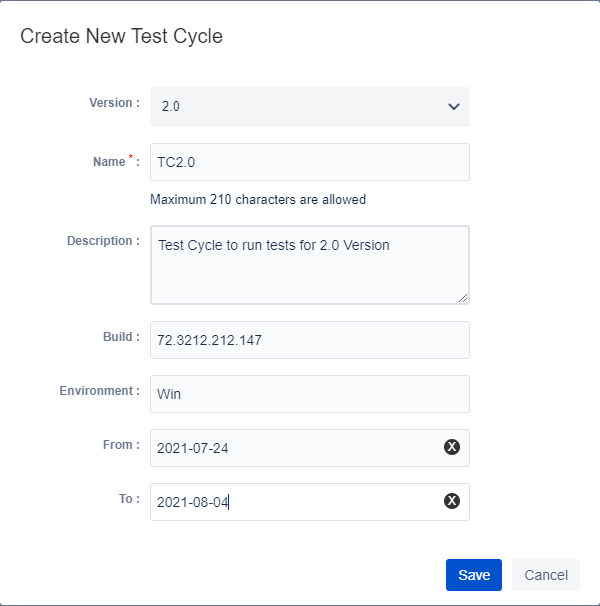 Create New Test Cycle
Version :
2.0
Name * :
TC2.0
Maximum 210 characters are allowed
Description :
Test Cycle to run tests for 2.0 Version
Build :
72.3212.212.147
Environment :
Win
From :
2021-07-24
X
To :
2021-08-04
X
Save
Cancel